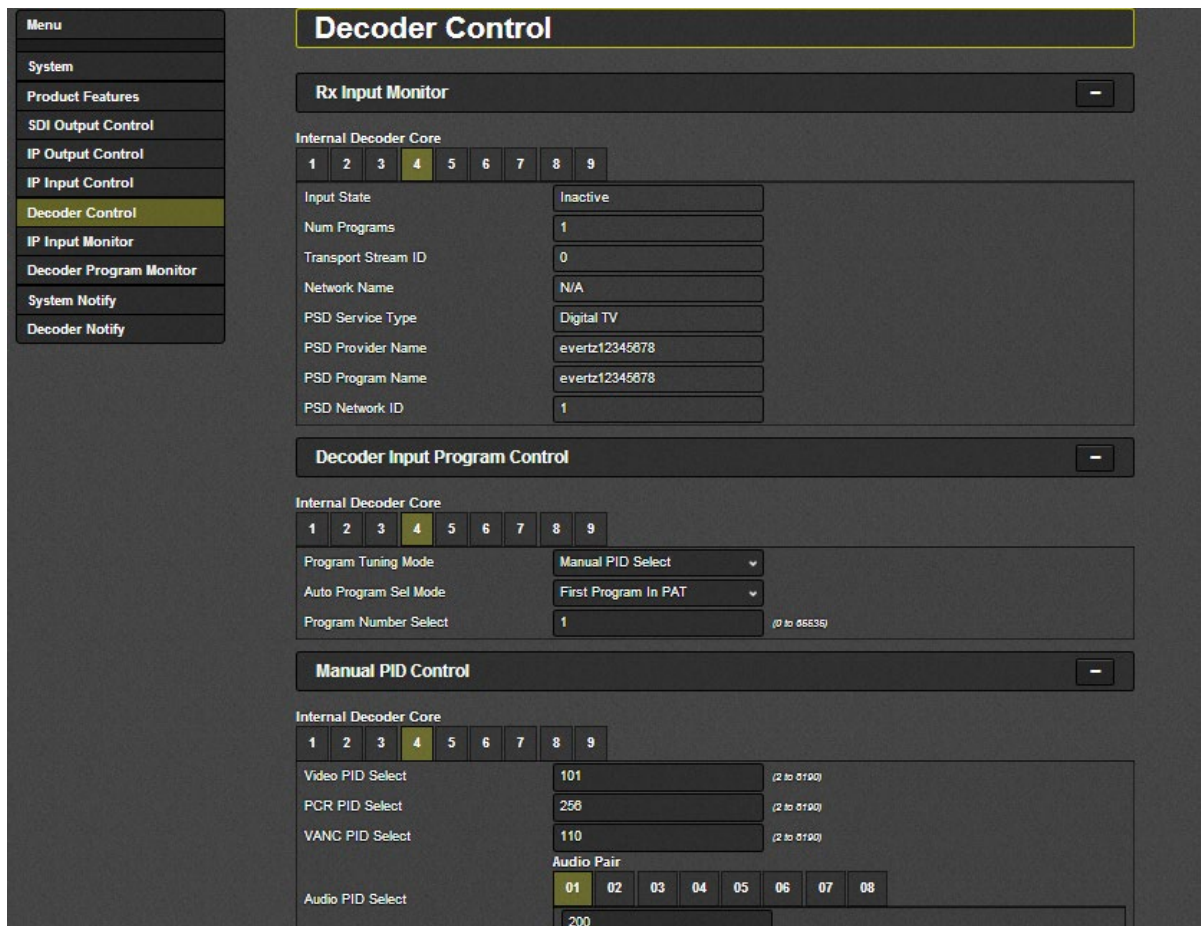 Menu
System
Product Features
SDI Output Control
IP Output Control
IP Input Control
Decoder Control
IP Input Monitor
Decoder Program Monitor
System Notify
Decoder Notify
Decoder Control
Rx Input Monitor
Internal Decoder Core
1 2 3 4 5 6 7 8 9
Input State Inactive
Num Programs 1
Transport Stream ID 0
Network Name N/A
PSD Service Type Digital TV
PSD Provider Name evertz12345678
PSD Program Name evertz12345678
PSD Network ID 1
Decoder Input Program Control
Internal Decoder Core
1 2 3 4 5 6 7 8 9
Program Tuning Mode Manual PID Select
Auto Program Sel Mode First Program In PAT
Program Number Select 1 (0 to 65535)
Manual PID Control
Internal Decoder Core
1 2 3 4 5 6 7 8 9
Video PID Select 101 (2 to 8190)
PCR PID Select 256 (2 to 8190)
VANC PID Select 110 (2 to 8190)
Audio Pair
01 02 03 04 05 06 07 08
Audio PID Select
200